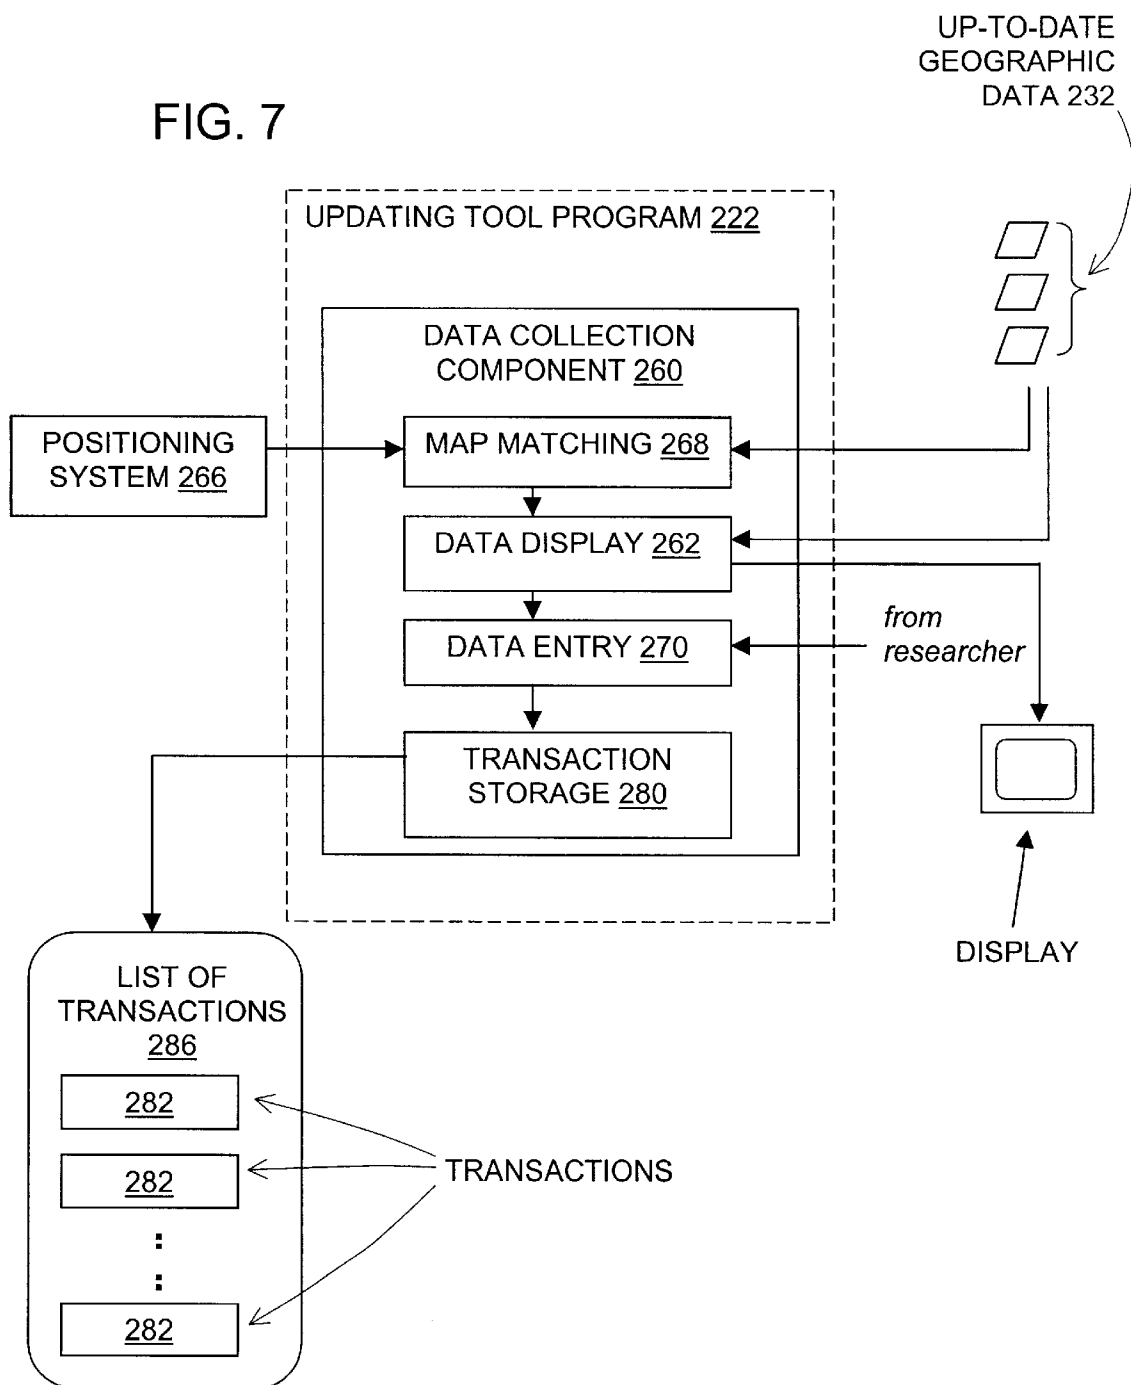 UP-TO-DATE
GEOGRAPHIC
DATA 232
FIG. 7
UPDATING TOOL PROGRAM 222
DATA COLLECTION
COMPONENT 260
POSITIONING
SYSTEM 266
MAP MATCHING 268
DATA DISPLAY 262
DATA ENTRY 270
from
researcher
TRANSACTION
STORAGE 280
DISPLAY
LIST OF
TRANSACTIONS
286
282
282
TRANSACTIONS
:
:
282